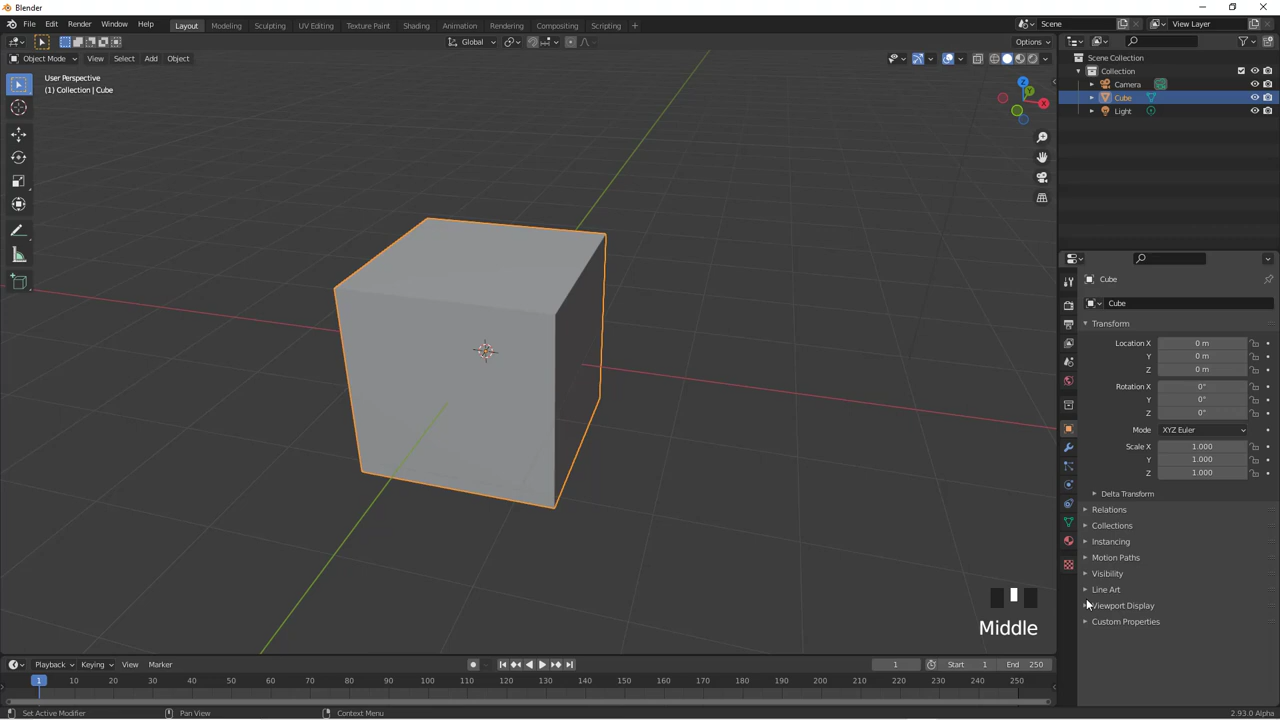 Blender
File Edit Render Window Help Layout Modeling Sculpting UV Editing Texture Paint Shading Animation Rendering Compositing Scripting + Scene View Layer
Global Options
Object Mode View Select Add Object
User Perspective
(1) Collection | Cube
Z
Y
X
Scene Collection
Collection
Camera
Cube
Light
Cube
Cube
Transform
Location X 0 m
Y 0 m
Z 0 m
Rotation X 0°
Y 0°
Z 0°
Mode XYZ Euler
Scale X 1.000
Y 1.000
Z 1.000
Delta Transform
Relations
Collections
Instancing
Motion Paths
Visibility
Line Art
Viewport Display
Custom Properties
Middle
Playback Keying View Marker 1 Start 1 End 250
1 10 20 30 40 50 60 70 80 90 100 110 120 130 140 150 160 170 180 190 200 210 220 230 240 250
Set Active Modifier Pan View Context Menu 2.93.0 Alpha